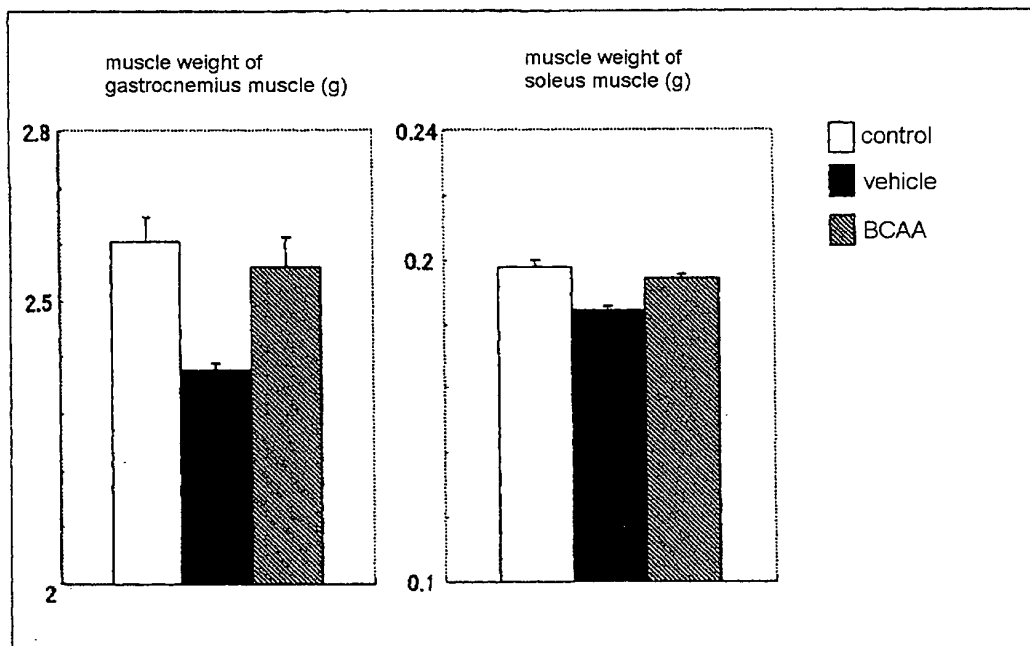 muscle weight of
gastrocnemius muscle (g)
2.8
2.5
2
muscle weight of
soleus muscle (g)
0.24
0.2
0.1
control
vehicle
BCAA